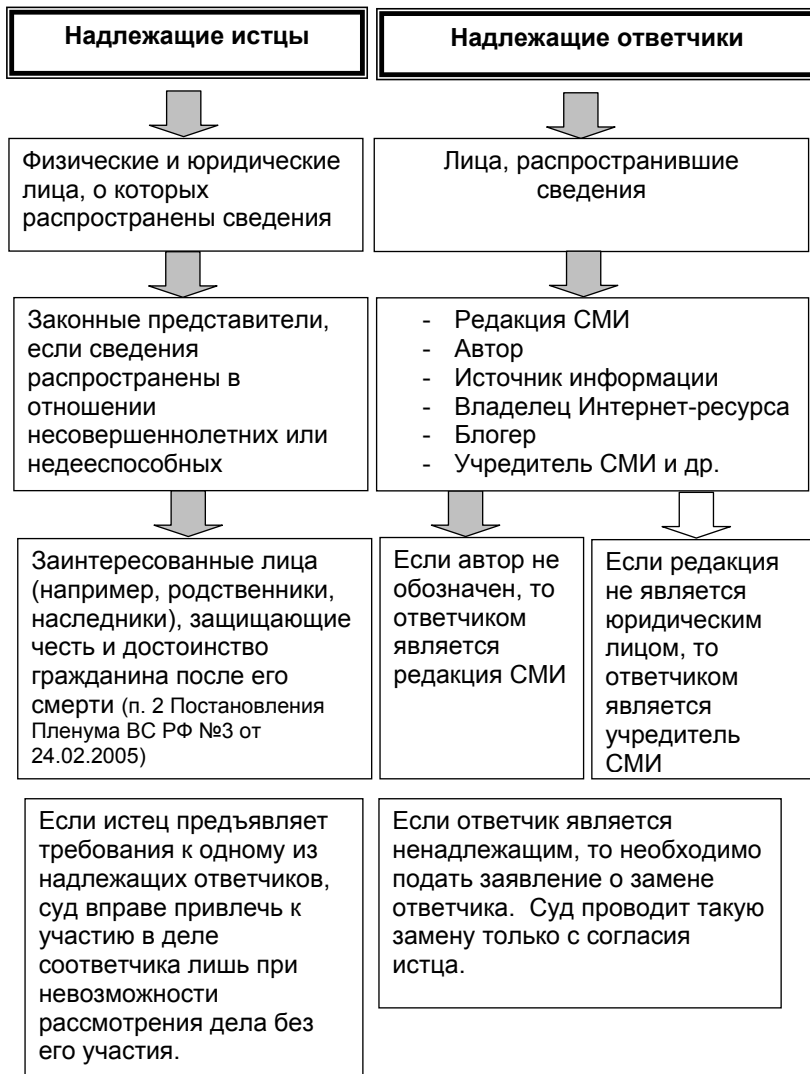 Надлежащие истцы
Надлежащие ответчики
Физические и юридические
лица, о которых
распространены сведения
Лица, распространившие
сведения
Законные представители,
если сведения
распространены в
отношении
несовершеннолетних или
недееспособных
- Редакция СМИ
- Автор
- Источник информации
- Владелец Интернет-ресурса
- Блогер
- Учредитель СМИ и др.
Заинтересованные лица
(например, родственники,
наследники), защищающие
честь и достоинство
гражданина после его
смерти (п. 2 Постановления
Пленума ВС РФ №3 от
24.02.2005)
Если автор не
обозначен, то
ответчиком
является
редакция СМИ
Если редакция
не является
юридическим
лицом, то
ответчиком
является
учредитель
СМИ
Если истец предъявляет
требования к одному из
надлежащих ответчиков,
суд вправе привлечь к
участию в деле
соответчика лишь при
невозможности
рассмотрения дела без
его участия.
Если ответчик является
ненадлежащим, то необходимо
подать заявление о замене
ответчика. Суд проводит такую
замену только с согласия
истца.